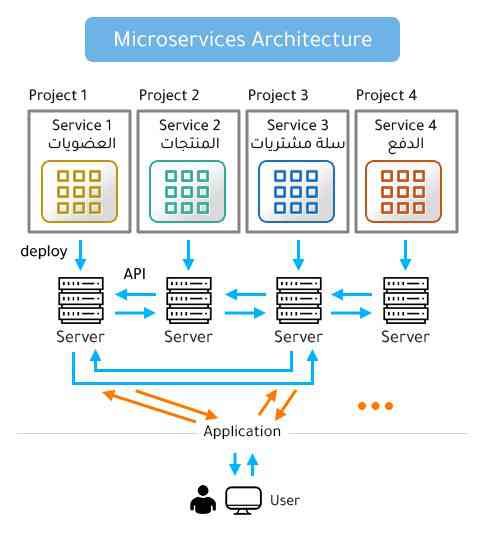 Microservices Architecture
Project 1
Project 2
Project 3
Project 4
Service 1
العضويات
Service 2
المنتجات
Service 3
سلة مشتريات
Service 4
الدفع
deploy
API
Server
Server
Server
Server
Application
User